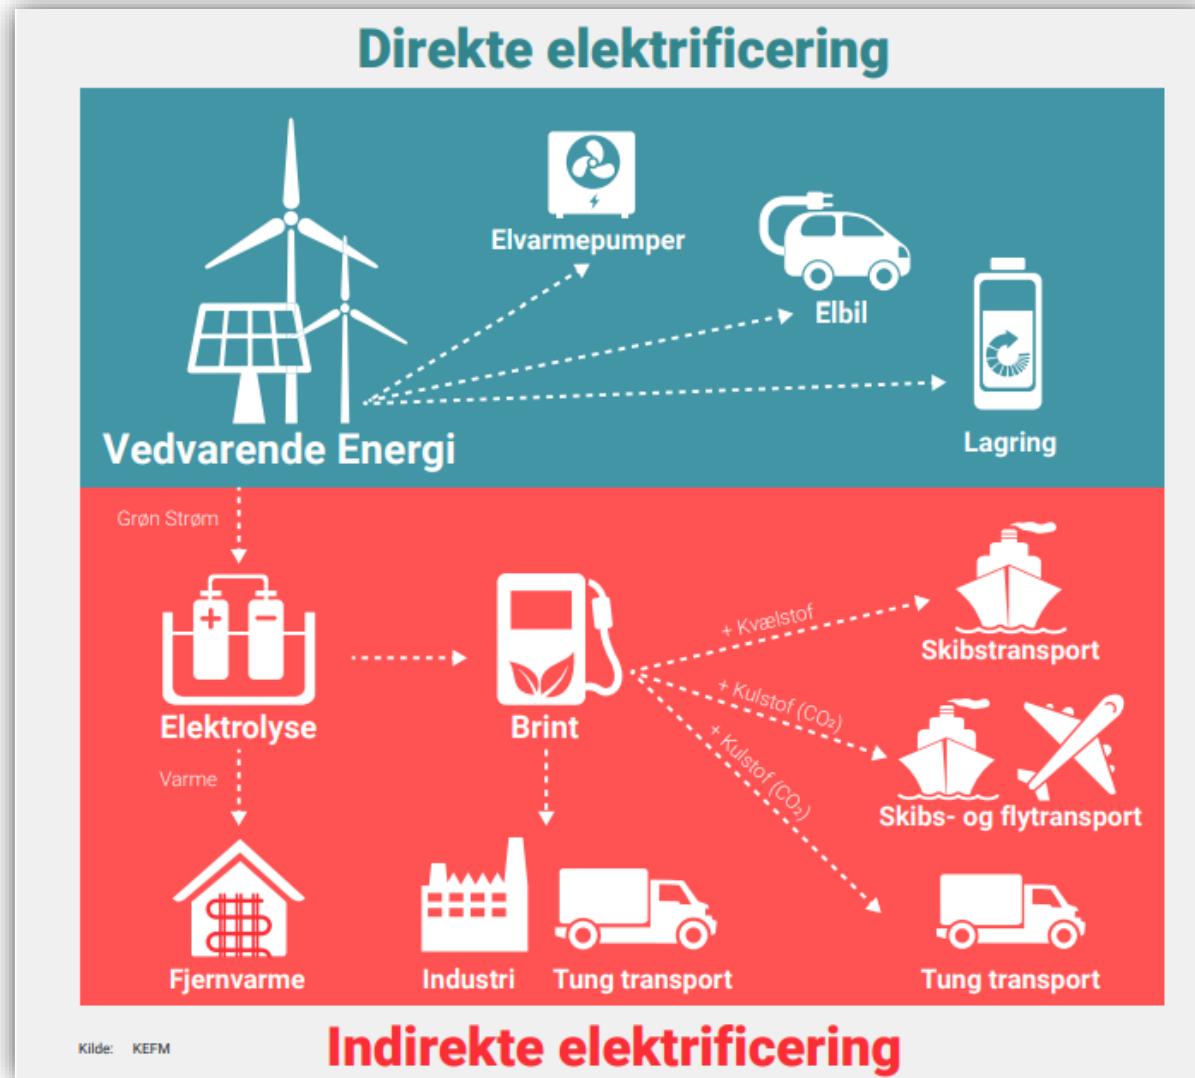 Direkte elektrificering
Elvarmepumper
Elbil
Lagring
Vedvarende Energi
Grøn Strøm
Elektrolyse
Brint
+ Kvælstof
Skibstransport
+ Kulstof (CO₂)
Skibs- og flytransport
+ Kulstof (CO₂)
Varme
Fjernvarme
Industri
Tung transport
Tung transport
Kilde: KEFM
Indirekte elektrificering